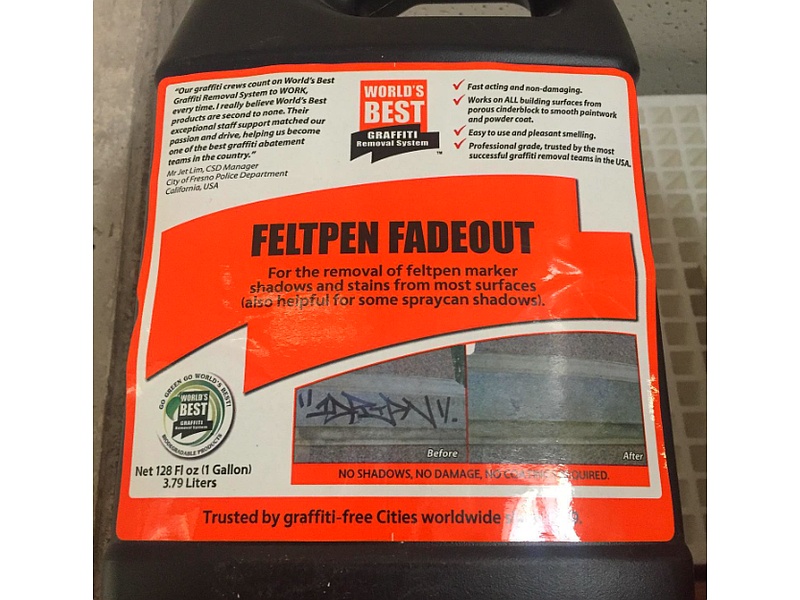 "Our graffiti crews count on World's Best
Graffiti Removal System to WORK,
every time. I really believe World's Best
products are second to none. Their
exceptional staff support matched our
passion and drive, helping us become
one of the best graffiti abatement
teams in the country."
Mr Jet Lim, CSD Manager
City of Fresno Police Department
California, USA
WORLD'S
BEST
GRAFFITI
Removal System
™
Fast acting and non-damaging.
Works on ALL building surfaces from
porous cinderblock to smooth paintwork
and powder coat.
Easy to use and pleasant smelling.
Professional grade, trusted by the most
successful graffiti removal teams in the USA.
FELTPEN FADEOUT
For the removal of feltpen marker
shadows and stains from most surfaces
(also helpful for some spraycan shadows).
GO GREEN GO WORLD'S BEST!
WORLD'S
BEST
GRAFFITI
Removal System
BIODEGRADABLE PRODUCTS
Net 128 Fl oz (1 Gallon)
3.79 Liters
Before
After
NO SHADOWS, NO DAMAGE, NO
Trusted by graffiti-free Cities worldwide